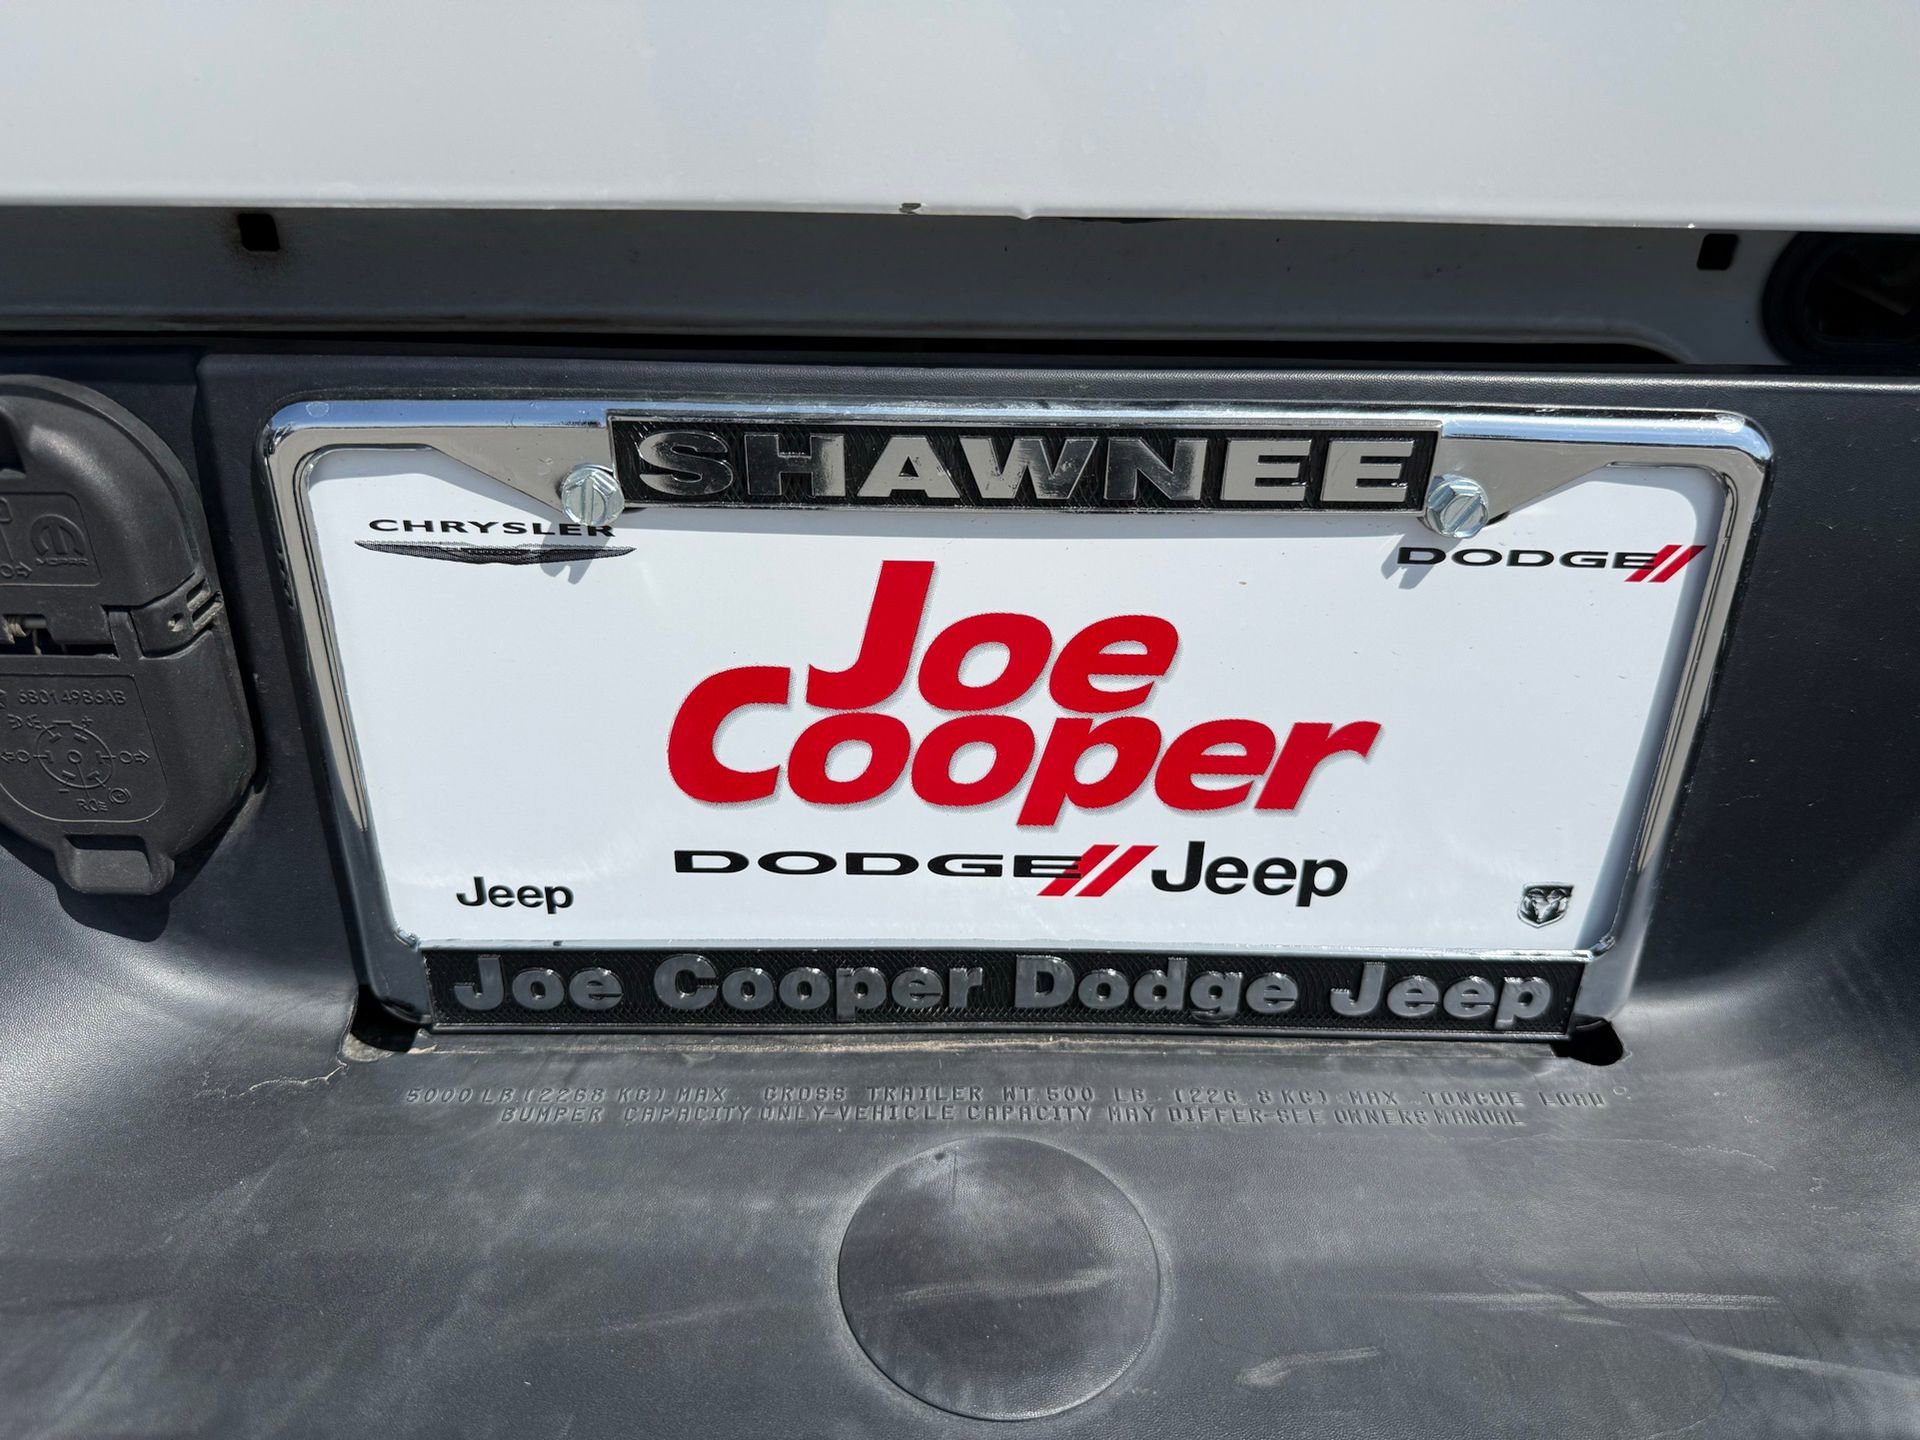 SHAWNEE
CHRYSLER
DODGE
Joe
Cooper
DODGE Jeep
Jeep
Joe Cooper Dodge Jeep
MOPAR
68014986AB
5000 LB (2268 KG) MAX. GROSS TRAILER WT. 500 LB. (226.8 KG) MAX. TONGUE LOAD
BUMPER CAPACITY ONLY-VEHICLE CAPACITY MAY DIFFER-SEE OWNERS MANUAL